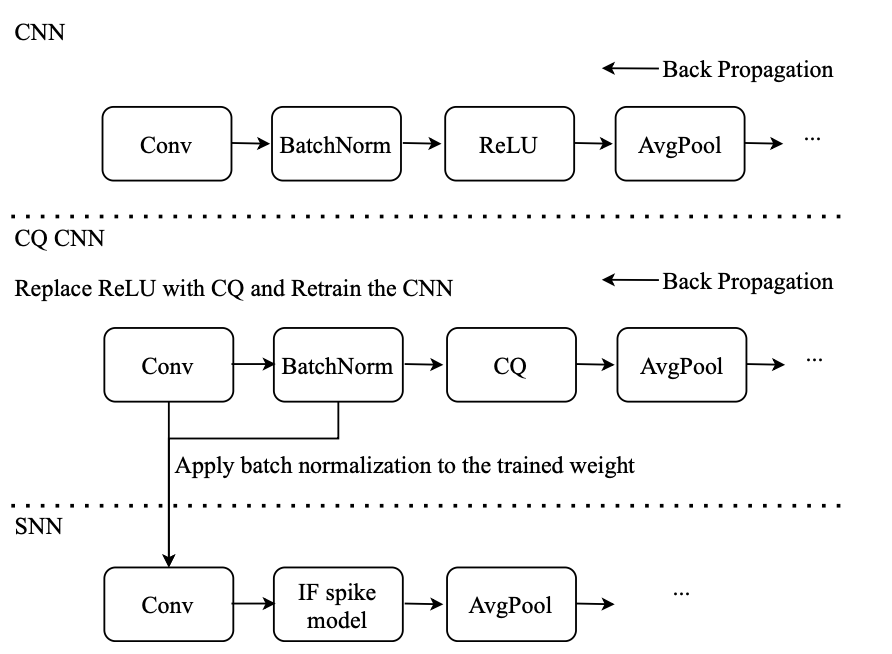 CNN
Back Propagation
Conv
BatchNorm
ReLU
AvgPool
...
CQ CNN
Replace ReLU with CQ and Retrain the CNN
Back Propagation
Conv
BatchNorm
CQ
AvgPool
...
Apply batch normalization to the trained weight
SNN
Conv
IF spike
model
AvgPool
...